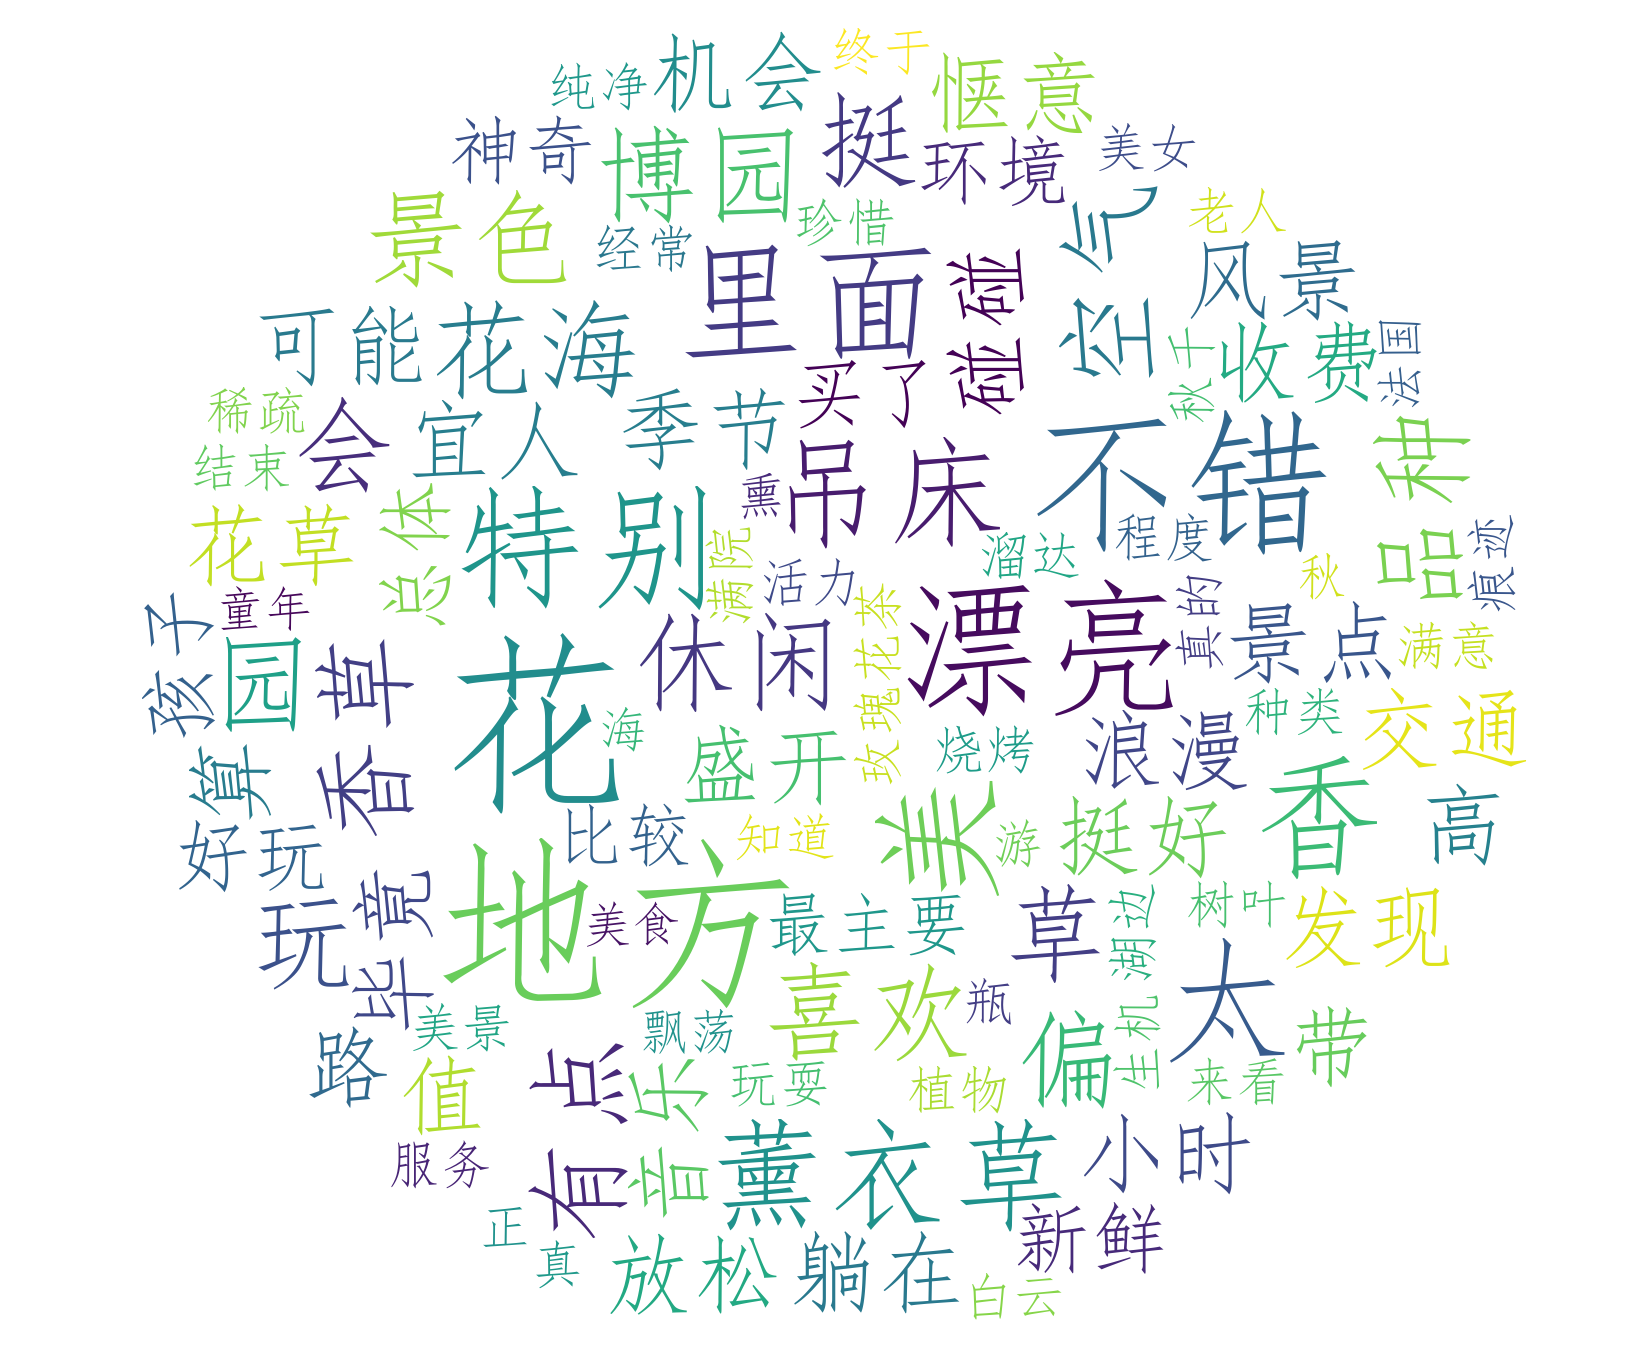 终于
纯净
机会
惬意
挺
神奇
博园
环境
美女
景色
珍惜
空气
老人
经常
里面
碰碰
风景
可能
花海
买了
秋千
收费
法国
稀疏
会
宜人
季节
不错
品种
结束
特别
熏
吊床
花草
总体
满院
活力
溜达
程度
秋
痕迹
童年
孩子
园
香草
花
休闲
玫瑰花茶
漂亮
真的
景点
满意
算
海
盛开
烧烤
浪漫
种类
交通
好玩
比较
知道
美
游
挺好
香
高
玩
毕竟
地方
美食
最主要
草
湖边
树叶
发现
路
美景
喜欢
瓶
太
飘荡
偏
生机
带
值
有点
音乐
玩耍
植物
来看
服务
薰衣草
小时
正
真
放松
躺在
新鲜
白云